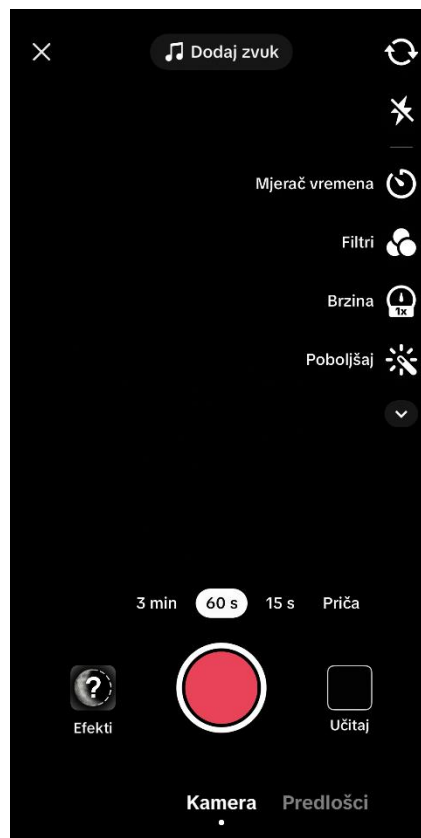 Dodaj zvuk
Mjerač vremena
Filtri
Brzina
1x
Poboljšaj
3 min 60 s 15 s Priča
?
Efekti
Učitaj
Kamera Predlošci